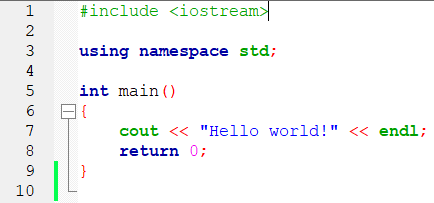 1 #include <iostream>
2
3 using namespace std;
4
5 int main()
6 {
7     cout << "Hello world!" << endl;
8     return 0;
9 }
10